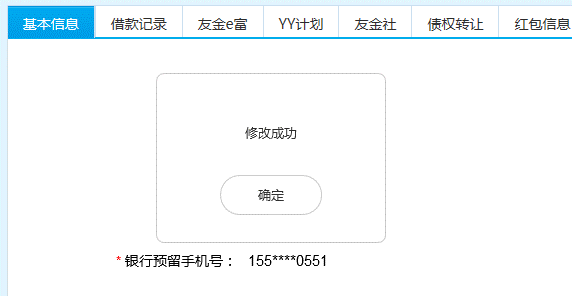 基本信息 借款记录 友金e富 YY计划 友金社 债权转让 红包信息
修改成功
确定
* 银行预留手机号： 155****0551